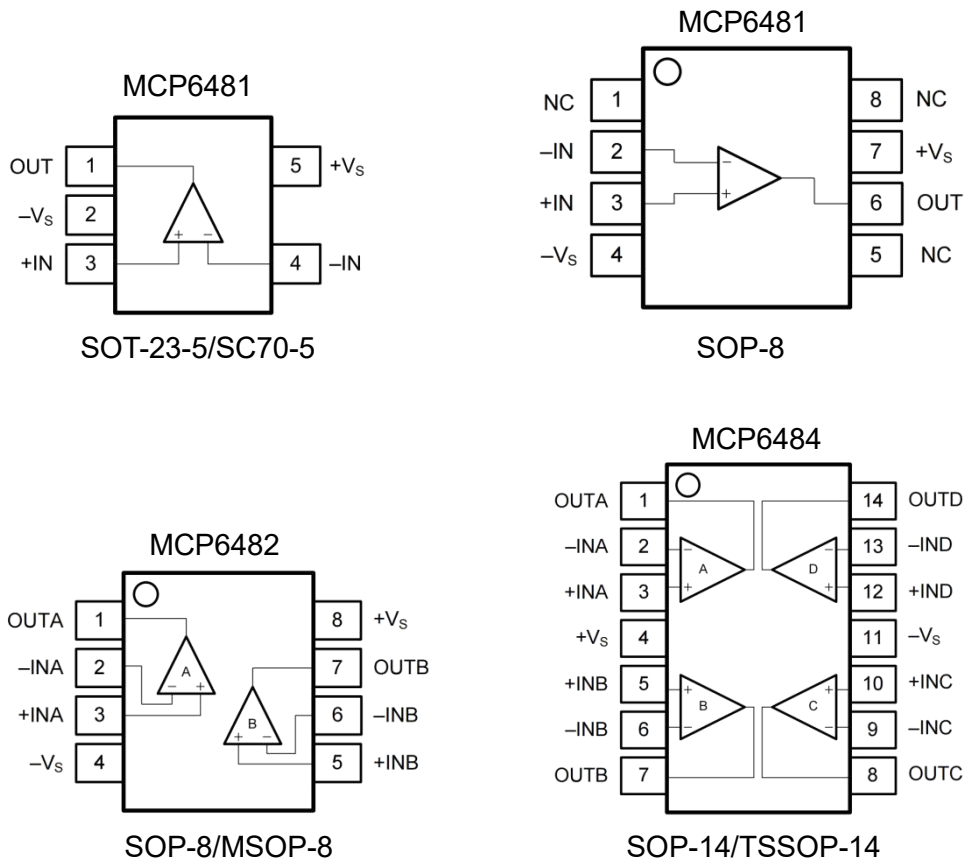 MCP6481
OUT 1
5 +VS
–VS 2
+IN 3
4 –IN
+ –
SOT-23-5/SC70-5
MCP6481
NC 1
8 NC
–IN 2
7 +VS
+IN 3
6 OUT
–VS 4
5 NC
–
+
SOP-8
MCP6482
OUTA 1
8 +VS
–INA 2
7 OUTB
+INA 3
6 –INB
–VS 4
5 +INB
A
– +
B
+ –
SOP-8/MSOP-8
MCP6484
OUTA 1
14 OUTD
–INA 2
13 –IND
+INA 3
12 +IND
+VS 4
11 –VS
+INB 5
10 +INC
–INB 6
9 –INC
OUTB 7
8 OUTC
– A + – D +
+ B – + C –
SOP-14/TSSOP-14